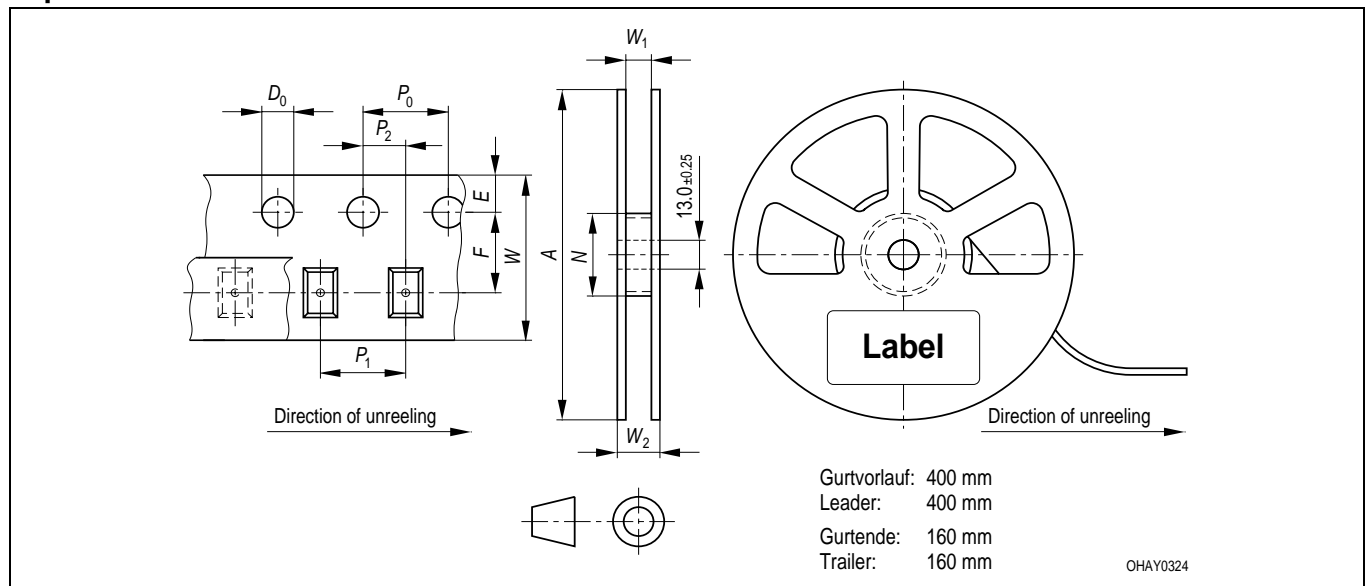 W1
D0
P0
P2
E
F
W
A
N
13.0±0.25
Label
P1
Direction of unreeling
W2
Direction of unreeling
Gurtvorlauf: 400 mm
Leader: 400 mm
Gurtende: 160 mm
Trailer: 160 mm
OHAY0324